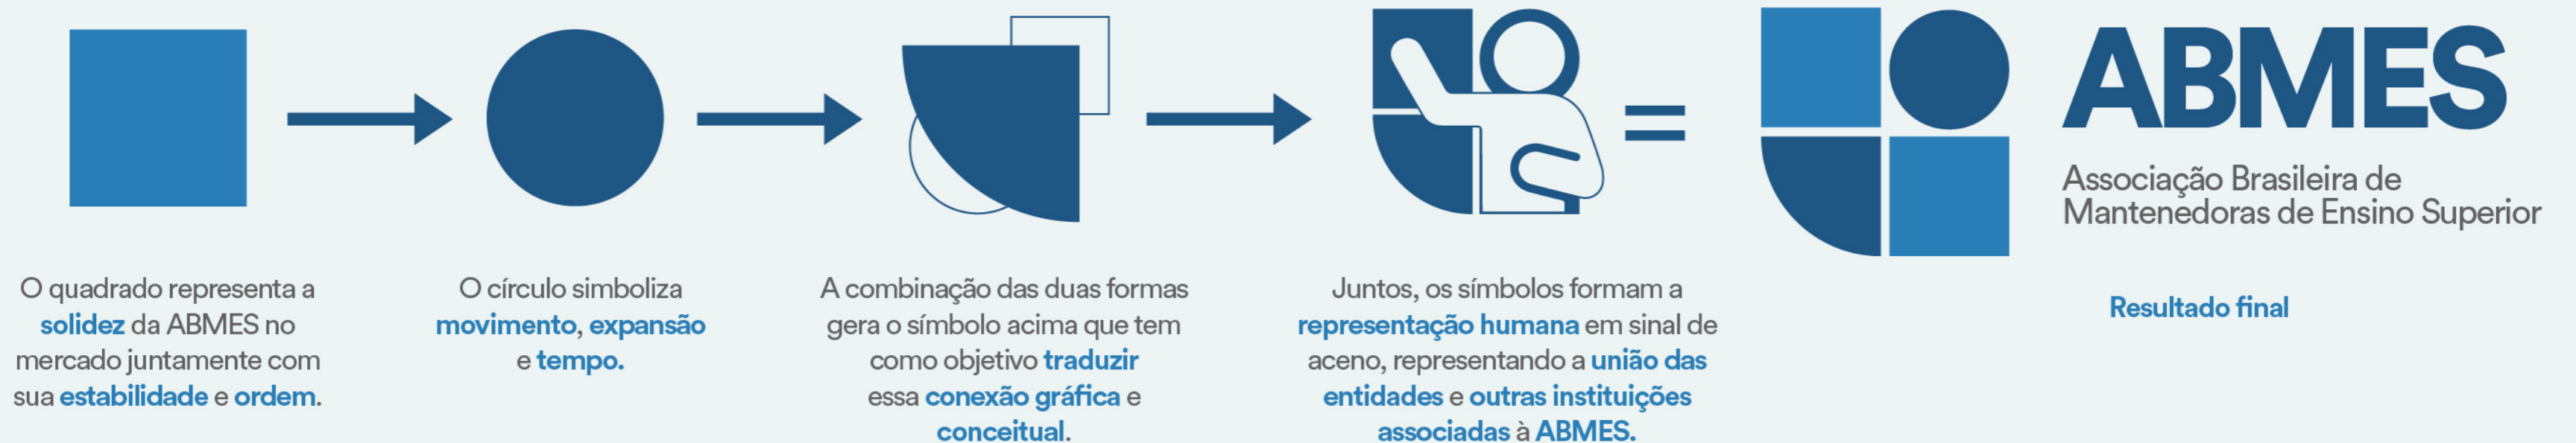 O quadrado representa a
solidez da ABMES no
mercado juntamente com
sua estabilidade e ordem.
O círculo simboliza
movimento, expansão
e tempo.
A combinação das duas formas
gera o símbolo acima que tem
como objetivo traduzir
essa conexão gráfica e
conceitual.
Juntos, os símbolos formam a
representação humana em sinal de
aceno, representando a união das
entidades e outras instituições
associadas à ABMES.
=
ABMES
Associação Brasileira de
Mantenedoras de Ensino Superior
Resultado final